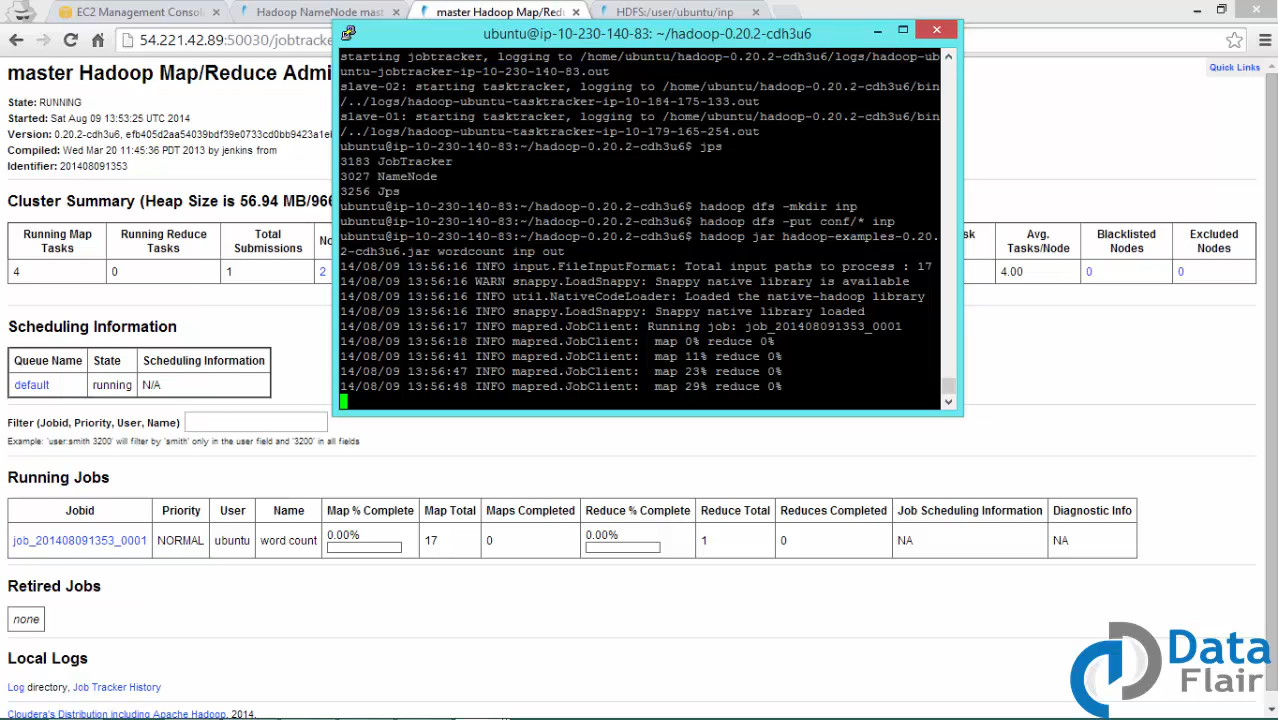 EC2 Management Consol
Hadoop NameNode mast
master Hadoop Map/Redu
HDFS:/user/ubuntu/inp
54.221.42.89:50030/jobtracke
ubuntu@ip-10-230-140-83: ~/hadoop-0.20.2-cdh3u6
starting jobtracker, logging to /home/ubuntu/hadoop-0.20.2-cdh3u6/logs/hadoop-ub
untu-jobtracker-ip-10-230-140-83.out
slave-02: starting tasktracker, logging to /home/ubuntu/hadoop-0.20.2-cdh3u6/bin
/../logs/hadoop-ubuntu-tasktracker-ip-10-184-175-133.out
slave-01: starting tasktracker, logging to /home/ubuntu/hadoop-0.20.2-cdh3u6/bin
/../logs/hadoop-ubuntu-tasktracker-ip-10-179-165-254.out
ubuntu@ip-10-230-140-83:~/hadoop-0.20.2-cdh3u6$ jps
3183 JobTracker
3027 NameNode
3256 Jps
ubuntu@ip-10-230-140-83:~/hadoop-0.20.2-cdh3u6$ hadoop dfs -mkdir inp
ubuntu@ip-10-230-140-83:~/hadoop-0.20.2-cdh3u6$ hadoop dfs -put conf/* inp
ubuntu@ip-10-230-140-83:~/hadoop-0.20.2-cdh3u6$ hadoop jar hadoop-examples-0.20.
2-cdh3u6.jar wordcount inp out
14/08/09 13:56:16 INFO input.FileInputFormat: Total input paths to process : 17
14/08/09 13:56:16 WARN snappy.LoadSnappy: Snappy native library is available
14/08/09 13:56:16 INFO util.NativeCodeLoader: Loaded the native-hadoop library
14/08/09 13:56:16 INFO snappy.LoadSnappy: Snappy native library loaded
14/08/09 13:56:17 INFO mapred.JobClient: Running job: job_201408091353_0001
14/08/09 13:56:18 INFO mapred.JobClient:  map 0% reduce 0%
14/08/09 13:56:41 INFO mapred.JobClient:  map 11% reduce 0%
14/08/09 13:56:47 INFO mapred.JobClient:  map 23% reduce 0%
14/08/09 13:56:48 INFO mapred.JobClient:  map 29% reduce 0%
master Hadoop Map/Reduce Admi
Quick Links
State: RUNNING
Started: Sat Aug 09 13:53:25 UTC 2014
Version: 0.20.2-cdh3u6, efb405d2aa54039bdf39e0733cd0bb9423a1eb
Compiled: Wed Mar 20 11:45:36 PDT 2013 by jenkins from
Identifier: 201408091353
Cluster Summary (Heap Size is 56.94 MB/966
Running Map Tasks Running Reduce Tasks Total Submissions No sk Avg. Tasks/Node Blacklisted Nodes Excluded Nodes
4 0 1 2 4.00 0 0
Scheduling Information
Queue Name State Scheduling Information
default running N/A
Filter (Jobid, Priority, User, Name)
Example: 'user:smith 3200' will filter by 'smith' only in the user field and '3200' in all fields
Running Jobs
Jobid Priority User Name Map % Complete Map Total Maps Completed Reduce % Complete Reduce Total Reduces Completed Job Scheduling Information Diagnostic Info
job_201408091353_0001 NORMAL ubuntu word count 0.00% 17 0 0.00% 1 0 NA NA
Retired Jobs
none
Local Logs
Log directory, Job Tracker History
Cloudera's Distribution including Apache Hadoop, 2014.
Data
Flair